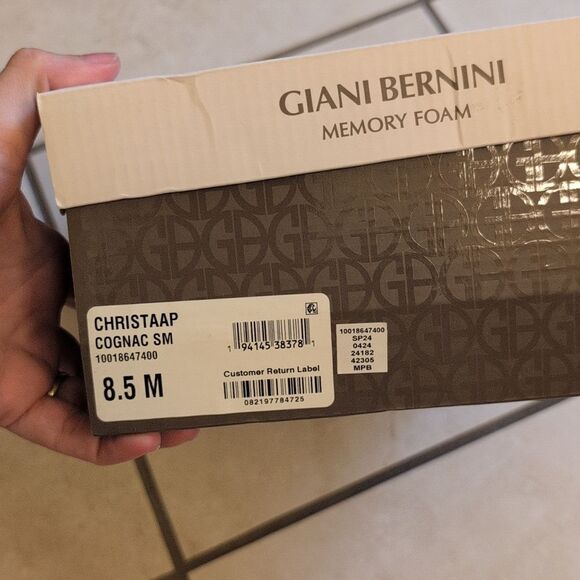 GIANI BERNINI
MEMORY FOAM
CHRISTAAP
COGNAC SM
10018647400
8.5 M
1 94145 38378 1
Customer Return Label
082197784725
10018647400
SP24
0424
24182
42305
MPB